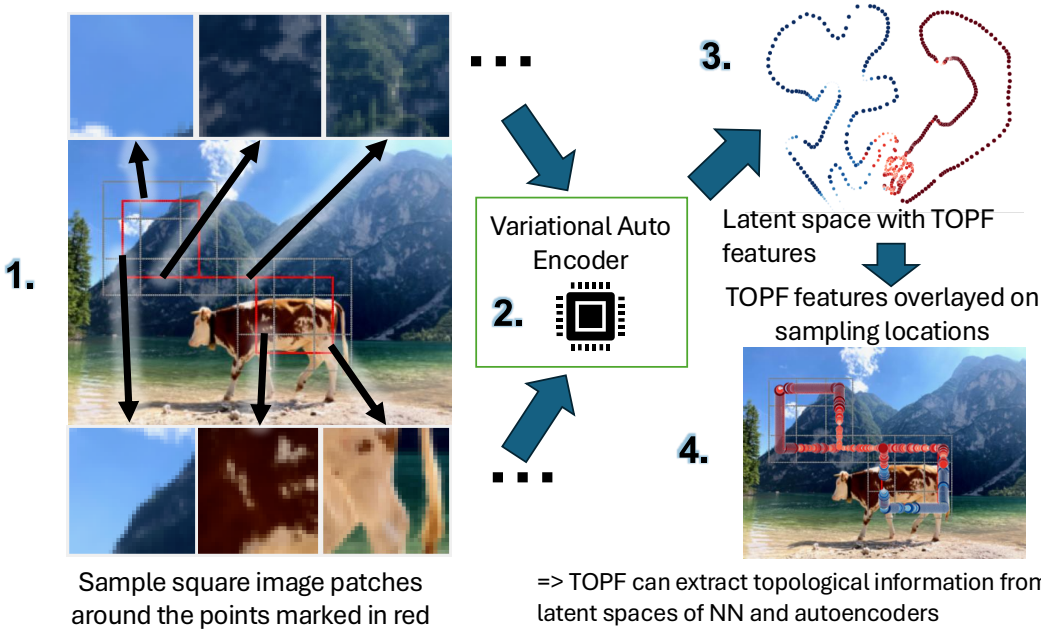 1.
Sample square image patches
around the points marked in red
Variational Auto
Encoder
2.
3.
Latent space with TOPF
features
TOPF features overlayed on
sampling locations
4.
=> TOPF can extract topological information from
latent spaces of NN and autoencoders